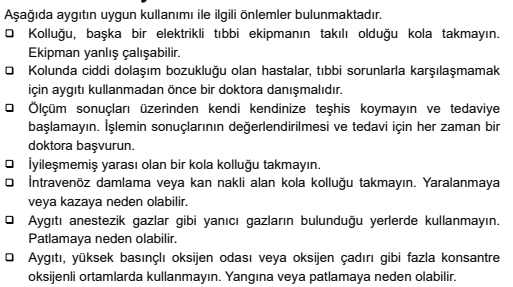 Aşağıda aygıtın uygun kullanımı ile ilgili önlemler bulunmaktadır.
❑ Kolluğu, başka bir elektrikli tıbbi ekipmanın takılı olduğu kola takmayın.
Ekipman yanlış çalışabilir.
❑ Kolunda ciddi dolaşım bozukluğu olan hastalar, tıbbi sorunlarla karşılaşmamak
için aygıtı kullanmadan önce bir doktora danışmalıdır.
❑ Ölçüm sonuçları üzerinden kendi kendinize teşhis koymayın ve tedaviye
başlamayın. İşlemin sonuçlarının değerlendirilmesi ve tedavi için her zaman bir
doktora başvurun.
❑ İyileşmemiş yarası olan bir kola kolluğu takmayın.
❑ İntravenöz damlama veya kan nakli alan kola kolluğu takmayın. Yaralanmaya
veya kazaya neden olabilir.
❑ Aygıtı anestezik gazlar gibi yanıcı gazların bulunduğu yerlerde kullanmayın.
Patlamaya neden olabilir.
❑ Aygıtı, yüksek basınçlı oksijen odası veya oksijen çadırı gibi fazla konsantre
oksijenli ortamlarda kullanmayın. Yangına veya patlamaya neden olabilir.